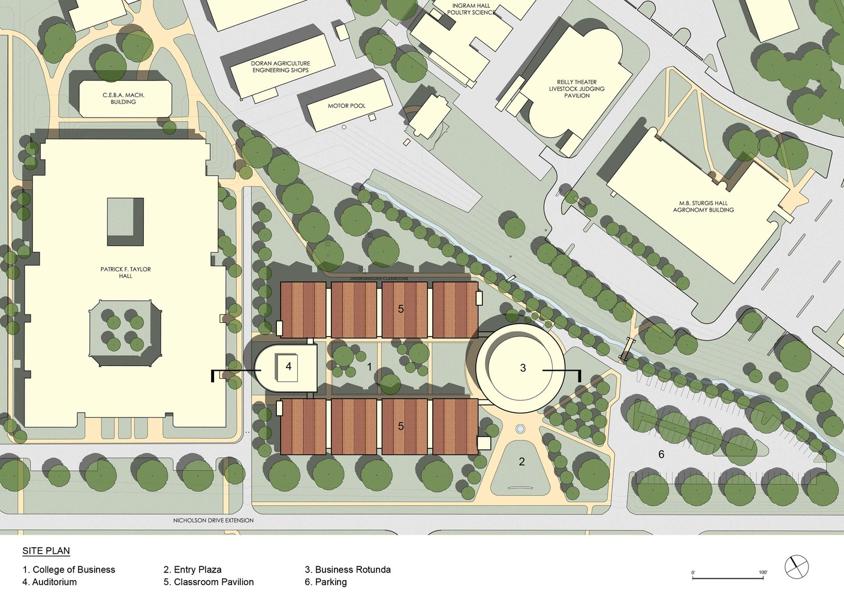 INGRAM HALL
POULTRY SCIENCE
DORAN AGRICULTURE
ENGINEERING SHOPS
REILLY THEATER
LIVESTOCK JUDGING
PAVILION
C.E.B.A. MACH.
BUILDING
MOTOR POOL
M.B. STURGIS HALL
AGRONOMY BUILDING
PATRICK F. TAYLOR
HALL
5
4
1
3
5
2
6
NICHOLSON DRIVE EXTENSION
SITE PLAN
1. College of Business
2. Entry Plaza
3. Business Rotunda
4. Auditorium
5. Classroom Pavilion
6. Parking
0'
100'